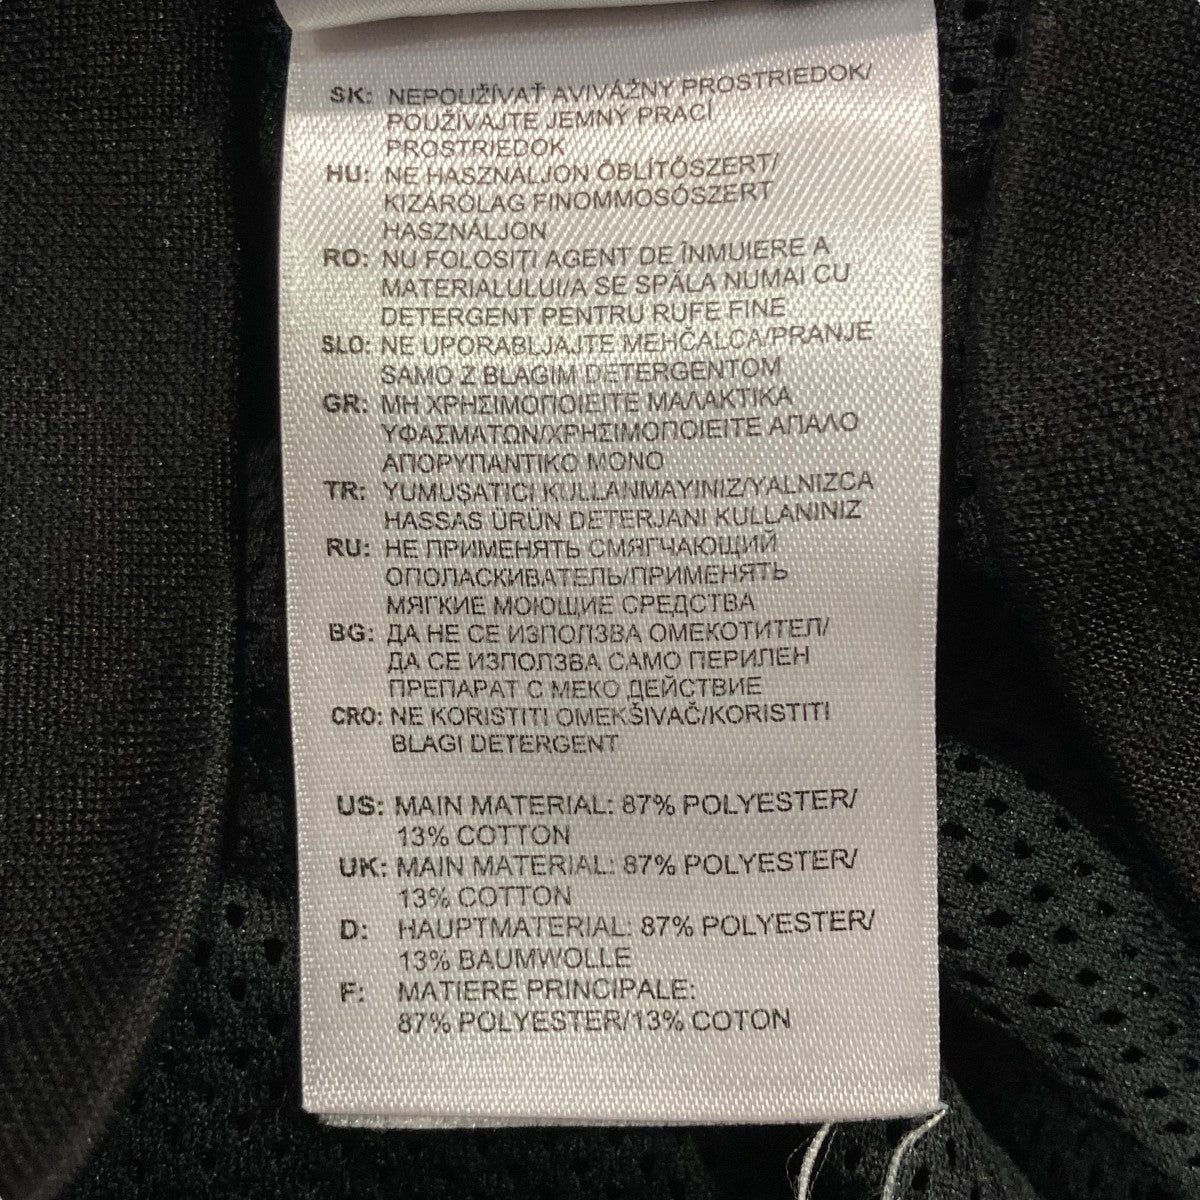 SK: NEPOUŽÍVAŤ AVIVÁŽNY PROSTRIEDOK/
POUŽÍVAJTE JEMNÝ PRACÍ
PROSTRIEDOK
HU: NE HASZNÁLJON ÖBLÍTŐSZERT/
KIZÁRÓLAG FINOMMOSÓSZERT
HASZNÁLJON
RO: NU FOLOSIȚI AGENT DE ÎNMUIERE A
MATERIALULUI/A SE SPĂLA NUMAI CU
DETERGENT PENTRU RUFE FINE
SLO: NE UPORABLJAJTE MEHČALCA/PRANJE
SAMO Z BLAGIM DETERGENTOM
GR: ΜΗ ΧΡΗΣΙΜΟΠΟΙΕΙΤΕ ΜΑΛΑΚΤΙΚΑ
ΥΦΑΣΜΑΤΩΝ/ΧΡΗΣΙΜΟΠΟΙΕΙΤΕ ΑΠΑΛΟ
ΑΠΟΡΥΠΑΝΤΙΚΟ ΜΟΝΟ
TR: YUMUŞATICI KULLANMAYINIZ/YALNIZCA
HASSAS ÜRÜN DETERJANI KULLANINIZ
RU: НЕ ПРИМЕНЯТЬ СМЯГЧАЮЩИЙ
ОПОЛАСКИВАТЕЛЬ/ПРИМЕНЯТЬ
МЯГКИЕ МОЮЩИЕ СРЕДСТВА
BG: ДА НЕ СЕ ИЗПОЛЗВА ОМЕКОТИТЕЛ/
ДА СЕ ИЗПОЛЗВА САМО ПЕРИЛЕН
ПРЕПАРАТ С МЕКО ДЕЙСТВИЕ
CRO: NE KORISTITI OMEKŠIVAČ/KORISTITI
BLAGI DETERGENT
US: MAIN MATERIAL: 87% POLYESTER/
13% COTTON
UK: MAIN MATERIAL: 87% POLYESTER/
13% COTTON
D: HAUPTMATERIAL: 87% POLYESTER/
13% BAUMWOLLE
F: MATIERE PRINCIPALE:
87% POLYESTER/13% COTON